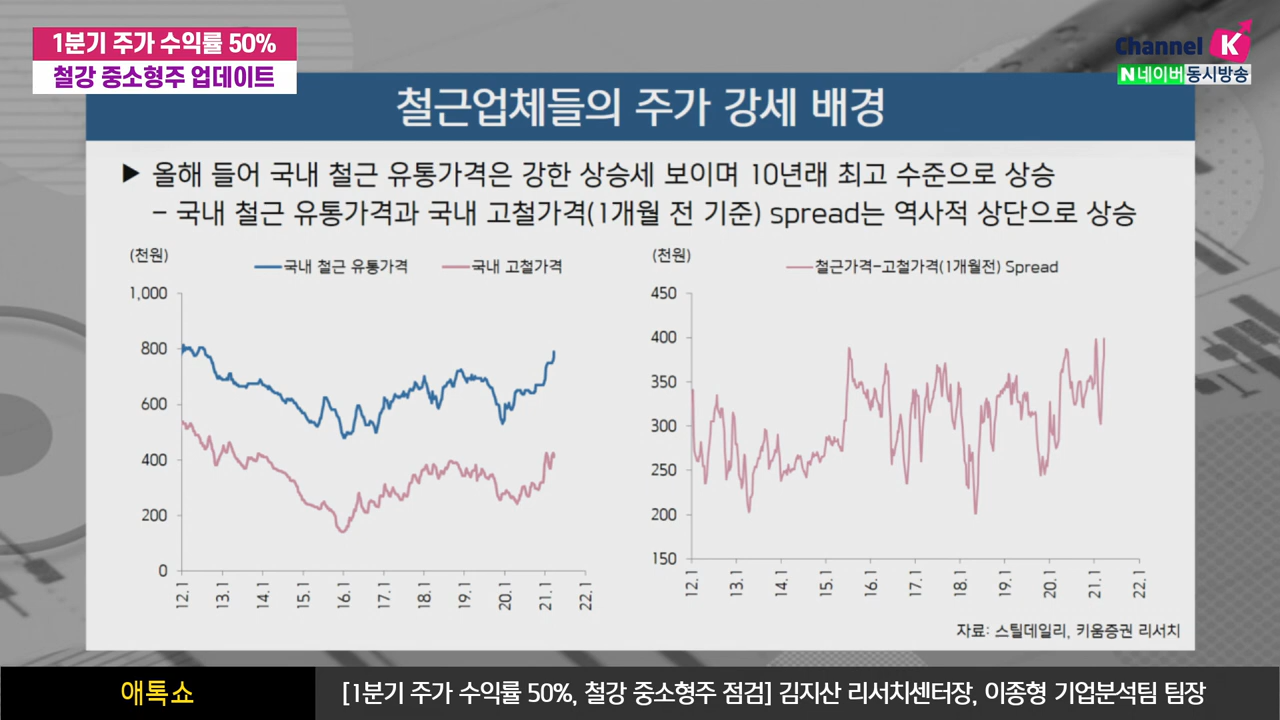 1분기 주가 수익률 50%
철강 중소형주 업데이트
Channel K
N 네이버 동시방송
철근업체들의 주가 강세 배경
▶ 올해 들어 국내 철근 유통가격은 강한 상승세 보이며 10년래 최고 수준으로 상승
– 국내 철근 유통가격과 국내 고철가격(1개월 전 기준) spread는 역사적 상단으로 상승
(천원)
국내 철근 유통가격 국내 고철가격
1,000
800
600
400
200
0
12.1 13.1 14.1 15.1 16.1 17.1 18.1 19.1 20.1 21.1 22.1
(천원)
철근가격-고철가격(1개월전) Spread
450
400
350
300
250
200
150
12.1 13.1 14.1 15.1 16.1 17.1 18.1 19.1 20.1 21.1 22.1
자료: 스틸데일리, 키움증권 리서치
애톡쇼
[1분기 주가 수익률 50%, 철강 중소형주 점검] 김지산 리서치센터장, 이종형 기업분석팀 팀장